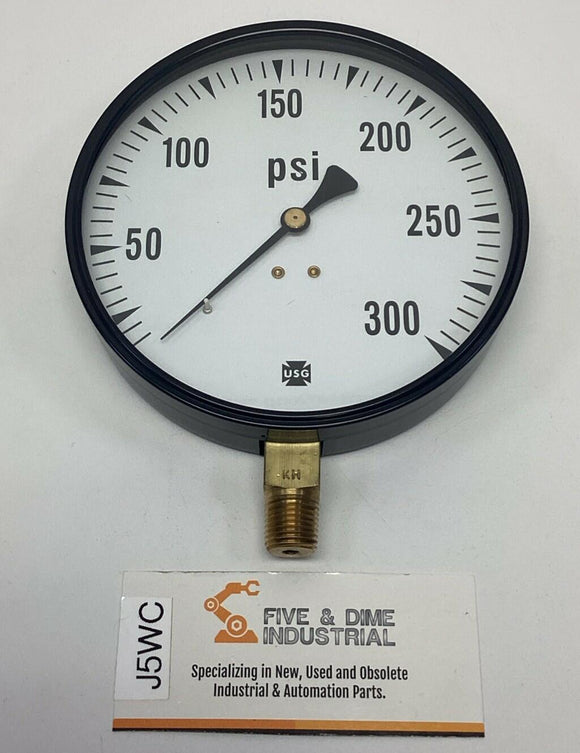 150
100
200
psi
50
250
300
USG
KH
J5WC
FIVE & DIME
INDUSTRIAL
Specializing in New, Used and Obsolete
Industrial & Automation Parts.